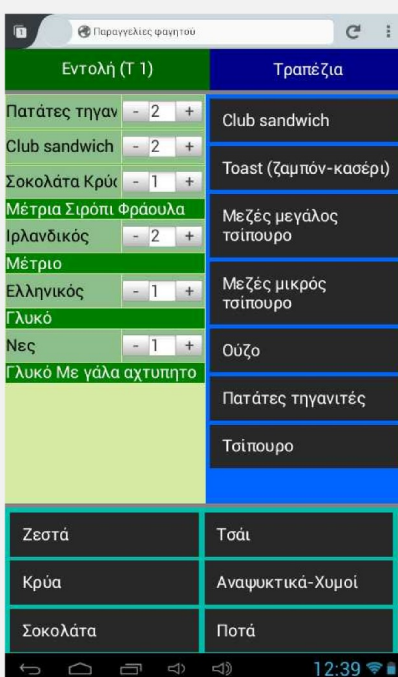 Παραγγελίες φαγητού
Εντολή (Τ 1)
Τραπέζια
Πατάτες τηγαν - 2 +
Club sandwich - 2 +
Σοκολάτα Κρύα - 1 +
Μέτρια Σιρόπι Φράουλα
Ιρλανδικός - 2 +
Μέτριο
Ελληνικός - 1 +
Γλυκό
Νες - 1 +
Γλυκό Με γάλα αχτυπητο
Club sandwich
Toast (ζαμπόν-κασέρι)
Μεζές μεγάλος
τσίπουρο
Μεζές μικρός
τσίπουρο
Ούζο
Πατάτες τηγανιτές
Τσίπουρο
Ζεστά
Τσάι
Κρύα
Αναψυκτικά-Χυμοί
Σοκολάτα
Ποτά
12:39